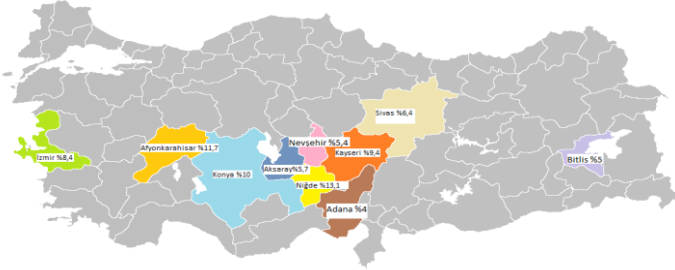 Sivas %6,4
Nevşehir %5,4
Afyonkarahisar %11,7
Kayseri %9,4
İzmir %8,4
Bitlis %5
Aksaray%5,7
Konya %10
Niğde %13,1
Adana %4